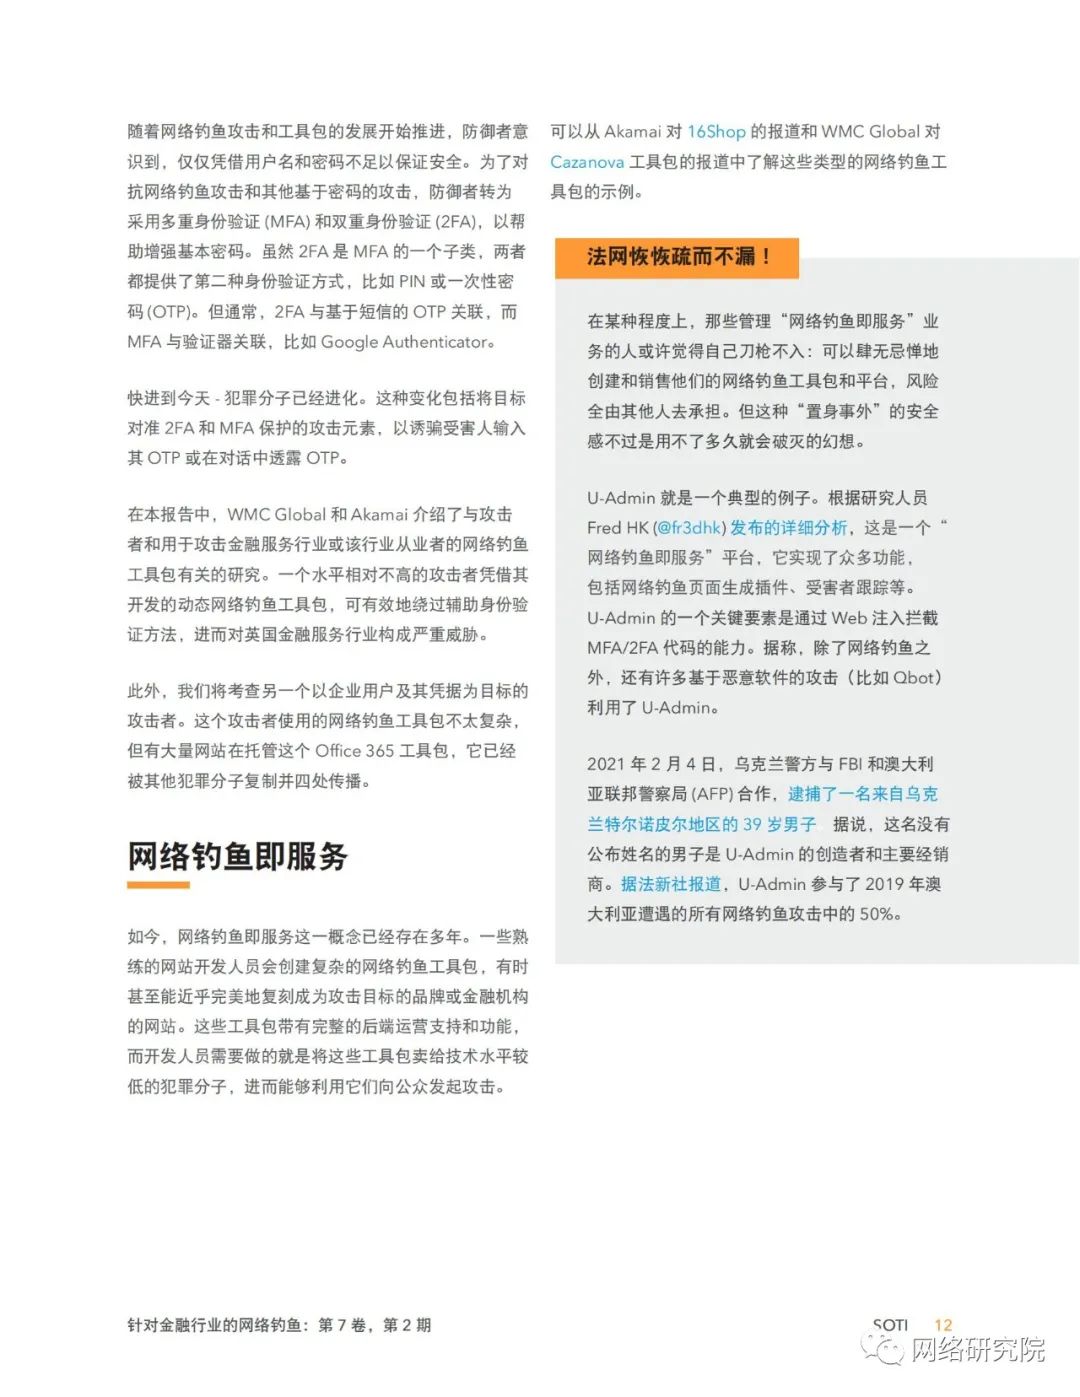 随着网络钓鱼攻击和工具包的发展开始推进，防御者意
识到，仅仅凭借用户名和密码不足以保证安全。为了对
抗网络钓鱼攻击和其他基于密码的攻击，防御者转为
采用多重身份验证 (MFA) 和双重身份验证 (2FA)，以帮
助增强基本密码。虽然 2FA 是 MFA 的一个子类，两者
都提供了第二种身份验证方式，比如 PIN 或一次性密
码 (OTP)。但通常，2FA 与基于短信的 OTP 关联，而
MFA 与验证器关联，比如 Google Authenticator。
快进到今天 - 犯罪分子已经进化。这种变化包括将目标
对准 2FA 和 MFA 保护的攻击元素，以诱骗受害人输入
其 OTP 或在对话中透露 OTP。
在本报告中，WMC Global 和 Akamai 介绍了与攻击
者和用于攻击金融服务行业或该行业从业者的网络钓鱼
工具包有关的研究。一个水平相对不高的攻击者凭借其
开发的动态网络钓鱼工具包，可有效地绕过辅助身份验
证方法，进而对英国金融服务行业构成严重威胁。
此外，我们将考查另一个以企业用户及其凭据为目标的
攻击者。这个攻击者使用的网络钓鱼工具包不太复杂，
但有大量网站在托管这个 Office 365 工具包，它已经
被其他犯罪分子复制并四处传播。
网络钓鱼即服务
如今，网络钓鱼即服务这一概念已经存在多年。一些熟
练的网站开发人员会创建复杂的网络钓鱼工具包，有时
甚至能近乎完美地复刻成为攻击目标的品牌或金融机构
的网站。这些工具包带有完整的后端运营支持和功能，
而开发人员需要做的就是将这些工具包卖给技术水平较
低的犯罪分子，进而能够利用它们向公众发起攻击。
可以从 Akamai 对 16Shop 的报道和 WMC Global 对
Cazanova 工具包的报道中了解这些类型的网络钓鱼工
具包的示例。
法网恢恢疏而不漏！
在某种程度上，那些管理“网络钓鱼即服务”业
务的人或许觉得自己刀枪不入：可以肆无忌惮地
创建和销售他们的网络钓鱼工具包和平台，风险
全由其他人去承担。但这种“置身事外”的安全
感不过是用不了多久就会破灭的幻想。
U-Admin 就是一个典型的例子。根据研究人员
Fred HK (@fr3dhk) 发布的详细分析，这是一个“
网络钓鱼即服务”平台，它实现了众多功能，
包括网络钓鱼页面生成插件、受害者跟踪等。
U-Admin 的一个关键要素是通过 Web 注入拦截
MFA/2FA 代码的能力。据称，除了网络钓鱼之
外，还有许多基于恶意软件的攻击（比如 Qbot）
利用了 U-Admin。
2021 年 2 月 4 日，乌克兰警方与 FBI 和澳大利
亚联邦警察局 (AFP) 合作，逮捕了一名来自乌克
兰特尔诺皮尔地区的 39 岁男子 据说，这名没有
公布姓名的男子是 U-Admin 的创造者和主要经销
商。据法新社报道，U-Admin 参与了 2019 年澳
大利亚遭遇的所有网络钓鱼攻击中的 50%。
针对金融行业的网络钓鱼：第 7 卷，第 2 期
SOTI 12
网络研究院